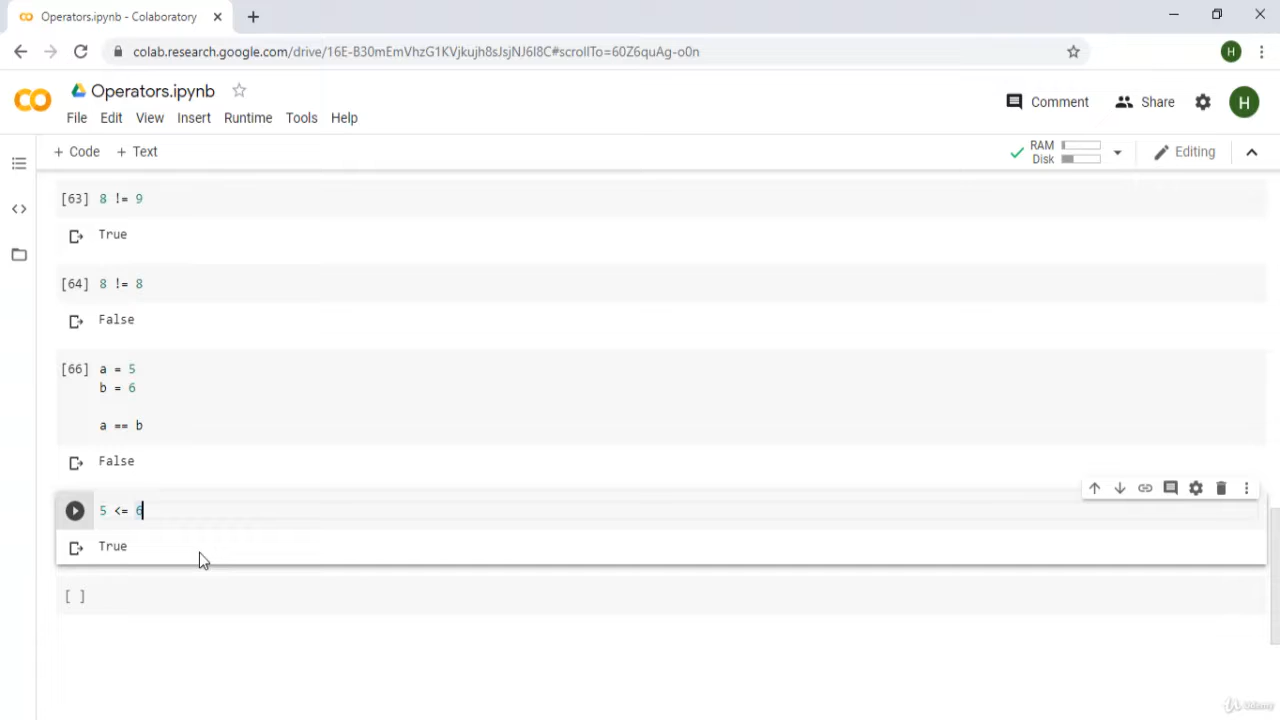 Operators.ipynb - Colaboratory
colab.research.google.com/drive/16E-B30mEmVhzG1KVjkujh8sJsjNJ6I8C#scrollTo=60Z6quAg-o0n
H
CO Operators.ipynb
File Edit View Insert Runtime Tools Help
Comment Share H
+ Code + Text
RAM
Disk
Editing
[63] 8 != 9
True
[64] 8 != 8
False
[66] a = 5
b = 6
a == b
False
5 <= 6
True
[ ]
Udemy